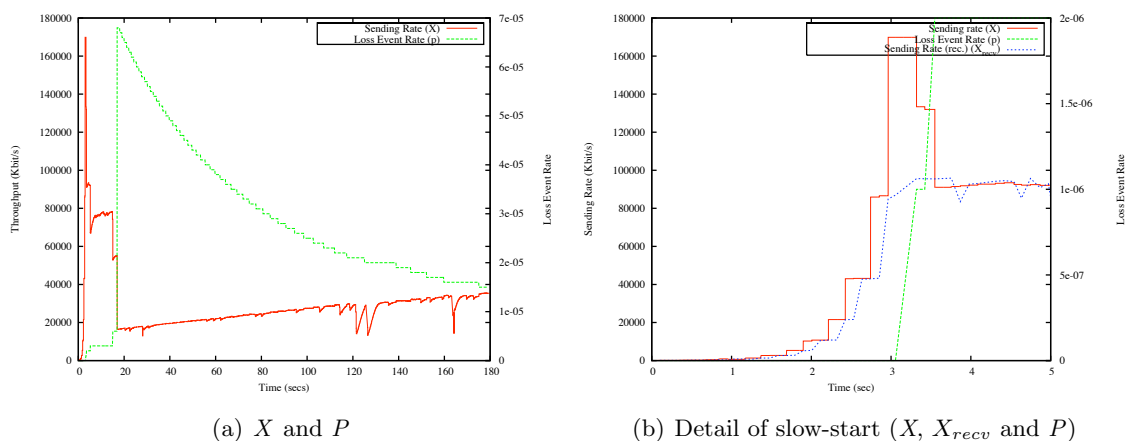 180000
160000
140000
120000
100000
80000
60000
40000
20000
0
Throughput (Kbit/s)
0 20 40 60 80 100 120 140 160 180
Time (secs)
7e-05
6e-05
5e-05
4e-05
3e-05
2e-05
1e-05
0
Loss Event Rate
Sending Rate (X)
Loss Event Rate (p)
(a) X and P
180000
160000
140000
120000
100000
80000
60000
40000
20000
0
Sending Rate (Kbit/s)
0 1 2 3 4 5
Time (sec)
2e-06
1.5e-06
1e-06
5e-07
0
Loss Event Rate
Sending rate (X)
Loss Event Rate (p)
Sending Rate (rec.) (X_recv)
(b) Detail of slow-start (X, X_recv and P)